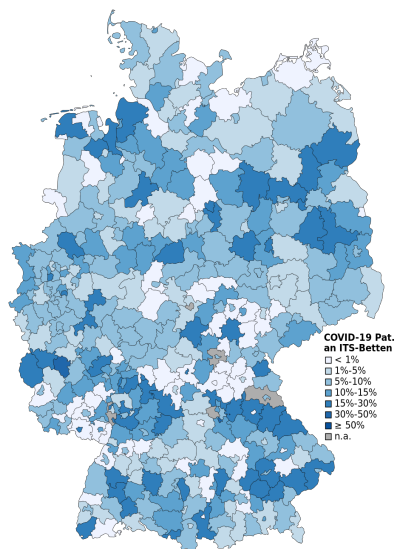 COVID-19 Pat.
an ITS-Betten
< 1%
1%-5%
5%-10%
10%-15%
15%-30%
30%-50%
≥ 50%
n.a.